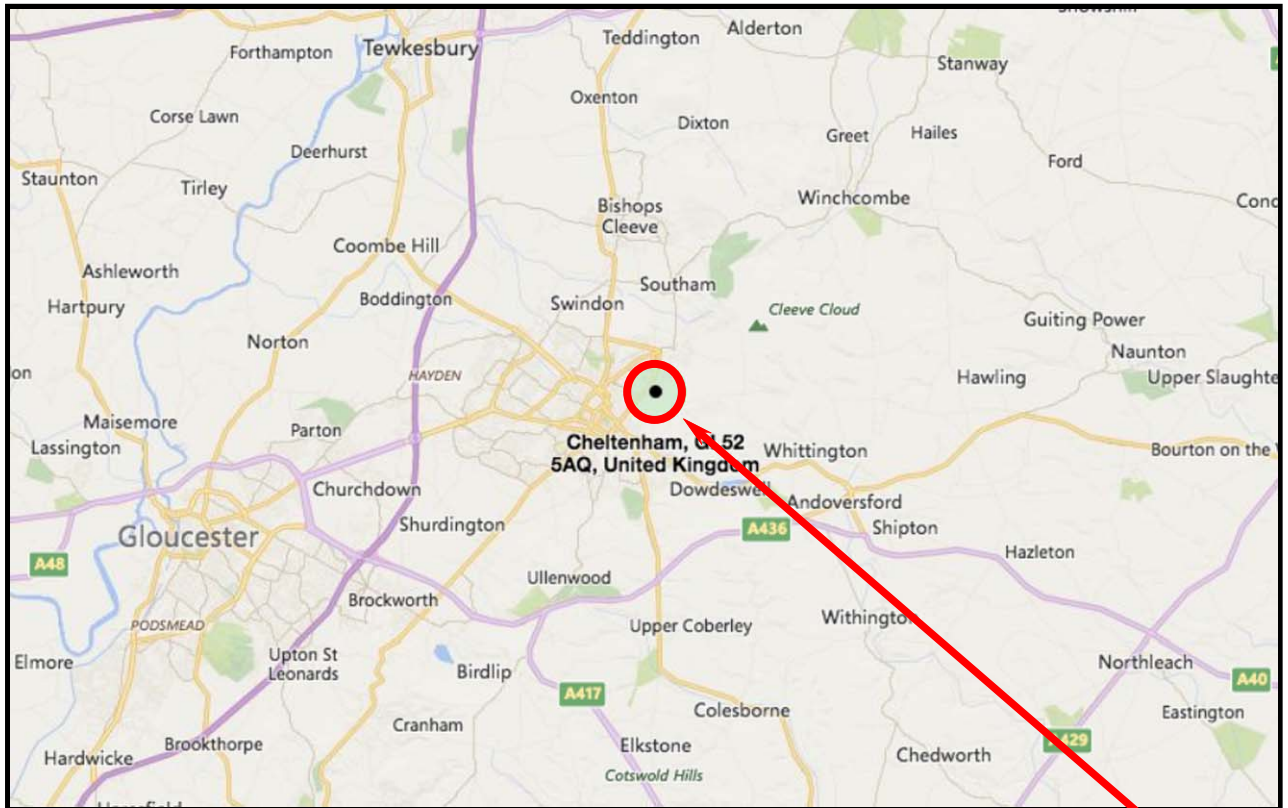 Alderton
Teddington
Forthampton
Tewkesbury
Stanway
Oxenton
Corse Lawn
Dixton
Greet
Hailes
Deerhurst
Ford
Staunton
Tirley
Winchcombe
Bishops
Cleeve
Coombe Hill
Ashleworth
Southam
Hartpury
Boddington
Swindon
Cleeve Cloud
Guiting Power
Norton
Naunton
HAYDEN
Hawling
Upper Slaughte
Maisemore
Parton
Lassington
Cheltenham, GL52
5AQ, United Kingdom
Whittington
Bourton on the
Churchdown
Dowdeswell
Andoversford
Shurdington
A436
Shipton
Gloucester
Hazleton
A48
Ullenwood
Brockworth
Withington
PODSMEAD
Upper Coberley
Elmore
Upton St
Leonards
Birdlip
Northleach
A40
A417
Colesborne
Eastington
Cranham
Brookthorpe
Elkstone
A429
Hardwicke
Chedworth
Cotswold Hills